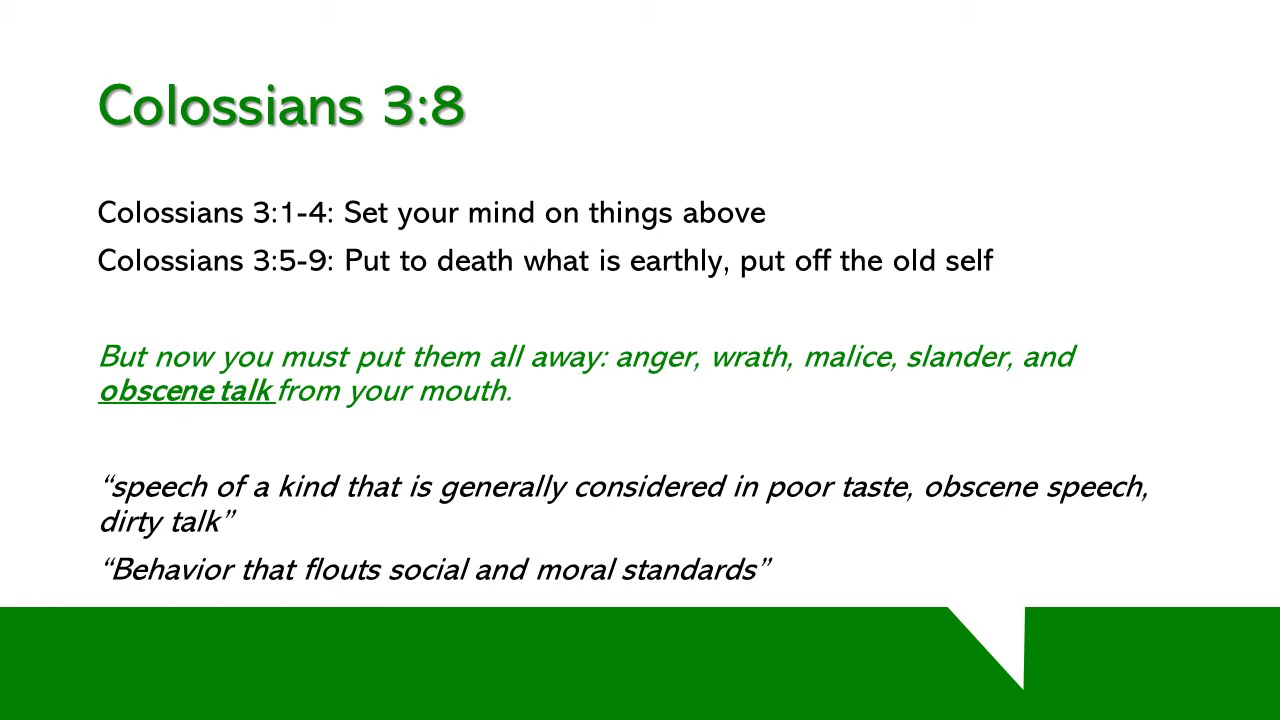 Colossians 3:8
Colossians 3:1-4: Set your mind on things above
Colossians 3:5-9: Put to death what is earthly, put off the old self
But now you must put them all away: anger, wrath, malice, slander, and
obscene talk from your mouth.
“speech of a kind that is generally considered in poor taste, obscene speech,
dirty talk”
“Behavior that flouts social and moral standards”